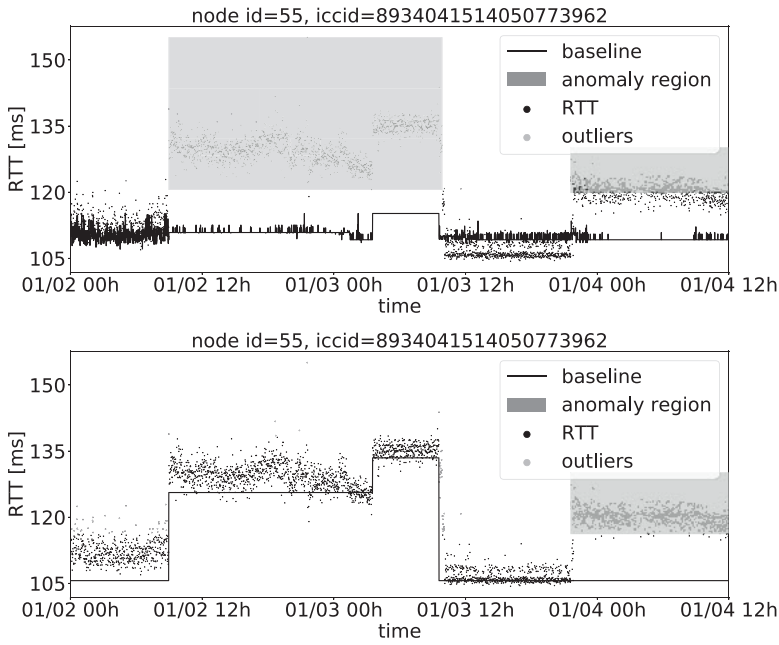 node id=55, iccid=8934041514050773962
150
135
120
105
RTT [ms]
baseline
anomaly region
RTT
outliers
01/02 00h 01/02 12h 01/03 00h 01/03 12h 01/04 00h 01/04 12h
time
node id=55, iccid=8934041514050773962
150
135
120
105
RTT [ms]
baseline
anomaly region
RTT
outliers
01/02 00h 01/02 12h 01/03 00h 01/03 12h 01/04 00h 01/04 12h
time